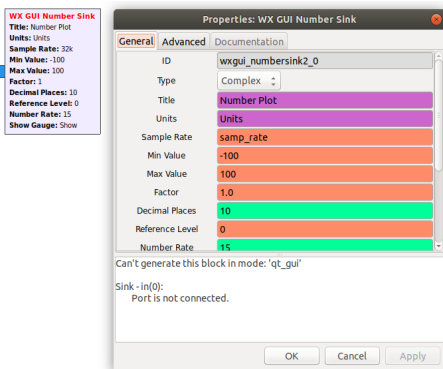 WX GUI Number Sink
Title: Number Plot
Units: Units
Sample Rate: 32k
Min Value: -100
Max Value: 100
Factor: 1
Decimal Places: 10
Reference Level: 0
Number Rate: 15
Show Gauge: Show
Properties: WX GUI Number Sink
General Advanced Documentation
ID wxgui_numbersink2_0
Type Complex
Title Number Plot
Units Units
Sample Rate samp_rate
Min Value -100
Max Value 100
Factor 1.0
Decimal Places 10
Reference Level 0
Number Rate 15
Can't generate this block in mode: 'qt_gui'
Sink - in(0):
Port is not connected.
OK Cancel Apply